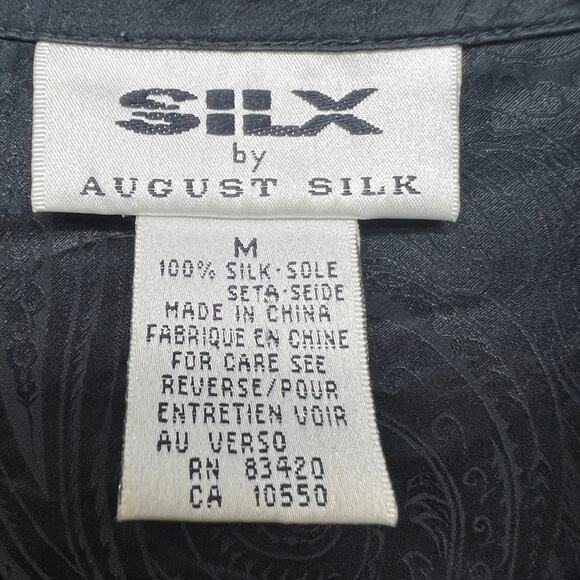 SILX
by
AUGUST SILK
M
100% SILK-SOIE
SETA-SEIDE
MADE IN CHINA
FABRIQUE EN CHINE
FOR CARE SEE
REVERSE/POUR
ENTRETIEN VOIR
AU VERSO
RN 83420
CA 10550